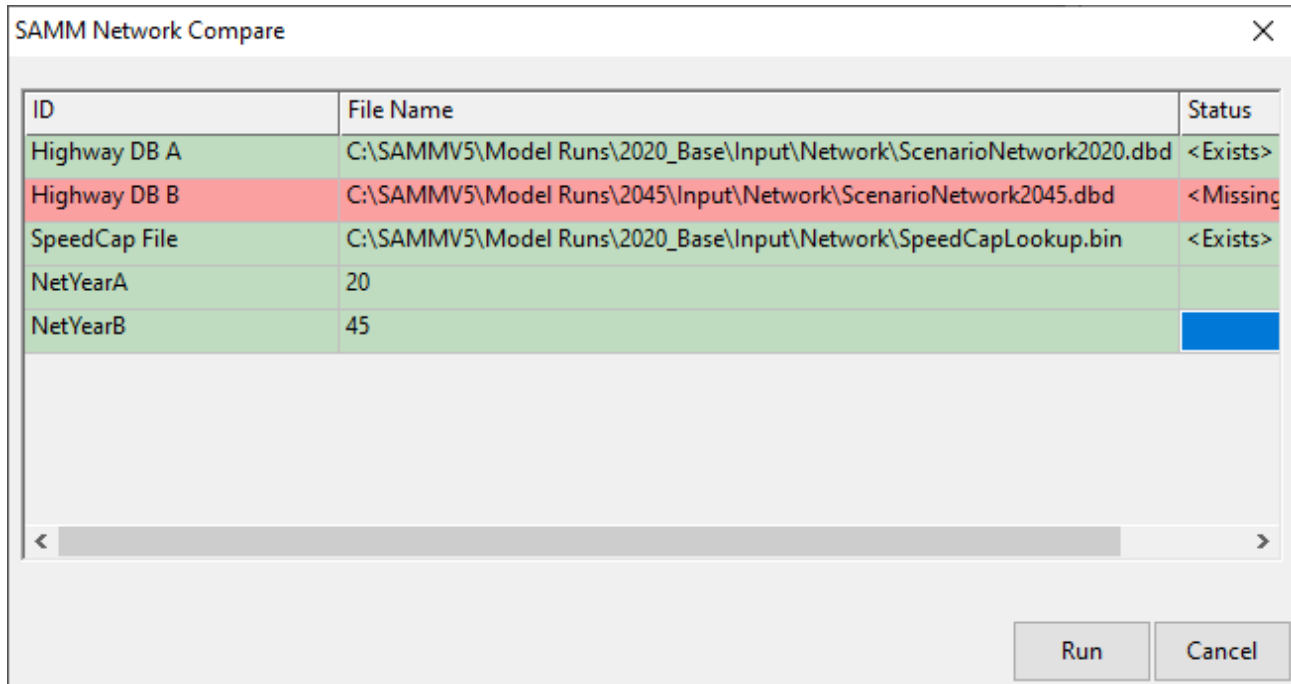 SAMM Network Compare
ID File Name Status
Highway DB A C:\SAMMV5\Model Runs\2020_Base\Input\Network\ScenarioNetwork2020.dbd <Exists>
Highway DB B C:\SAMMV5\Model Runs\2045\Input\Network\ScenarioNetwork2045.dbd <Missing
SpeedCap File C:\SAMMV5\Model Runs\2020_Base\Input\Network\SpeedCapLookup.bin <Exists>
NetYearA 20
NetYearB 45
Run Cancel